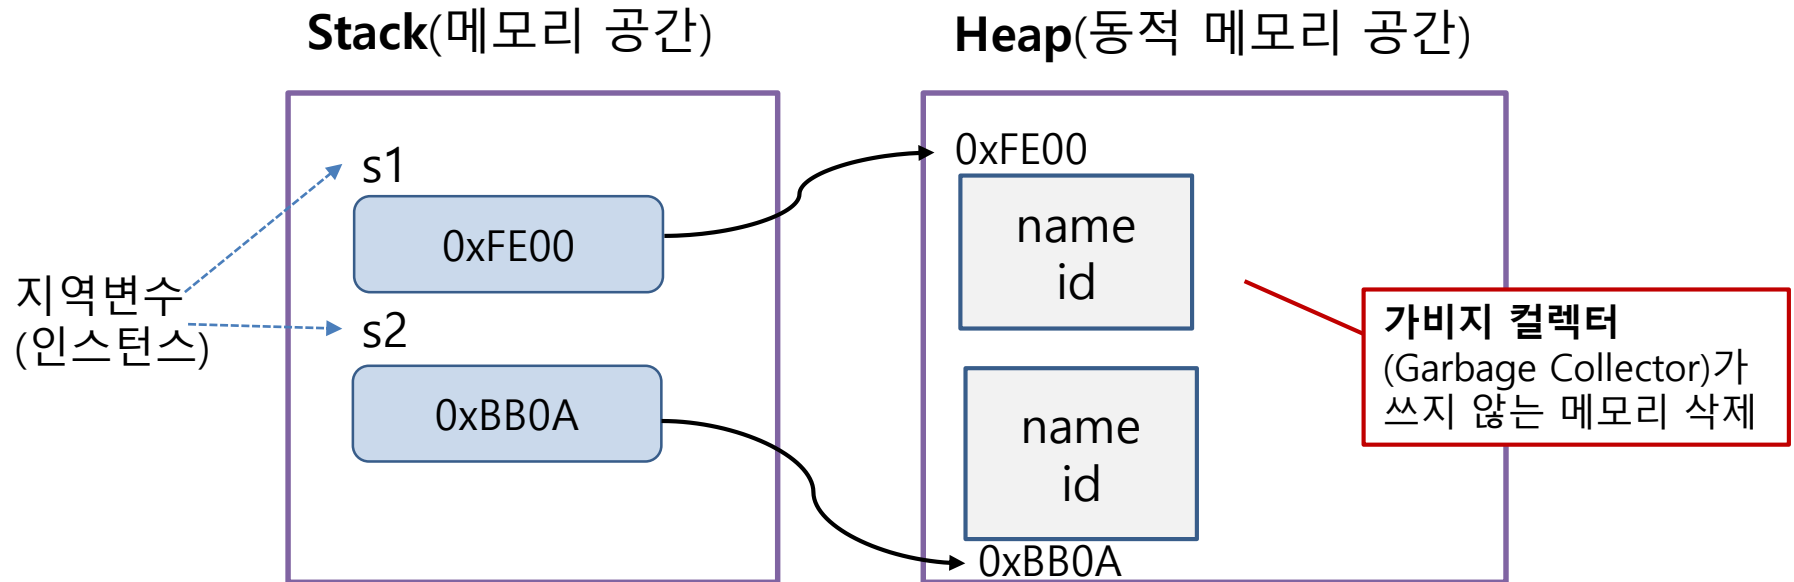 Stack(메모리 공간)
Heap(동적 메모리 공간)
지역변수
(인스턴스)
s1
0xFE00
s2
0xBB0A
0xFE00
name
id
name
id
0xBB0A
가비지 컬렉터
(Garbage Collector)가
쓰지 않는 메모리 삭제